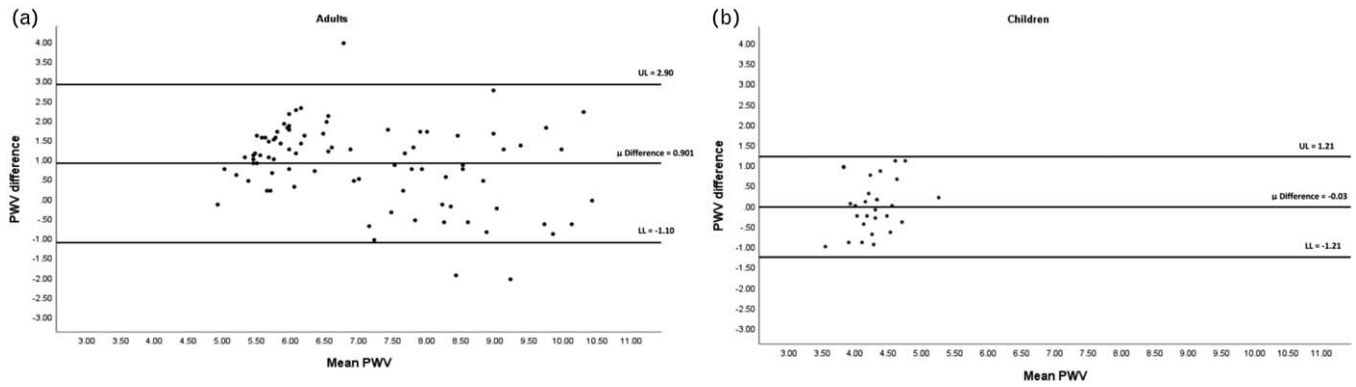 (a)
Adults
PWV difference
4.00
3.50
3.00
2.50
2.00
1.50
1.00
.50
.00
-.50
-1.00
-1.50
-2.00
-2.50
-3.00
UL = 2.90
μ Difference = 0.901
LL = -1.10
3.00 3.50 4.00 4.50 5.00 5.50 6.00 6.50 7.00 7.50 8.00 8.50 9.00 9.50 10.00 10.50 11.00
Mean PWV
(b)
Children
PWV difference
4.00
3.50
3.00
2.50
2.00
1.50
1.00
.50
.00
-.50
-1.00
-1.50
-2.00
-2.50
-3.00
UL = 1.21
μ Difference = -0.03
LL = -1.21
3.00 3.50 4.00 4.50 5.00 5.50 6.00 6.50 7.00 7.50 8.00 8.50 9.00 9.50 10.00 10.50 11.00
Mean PWV